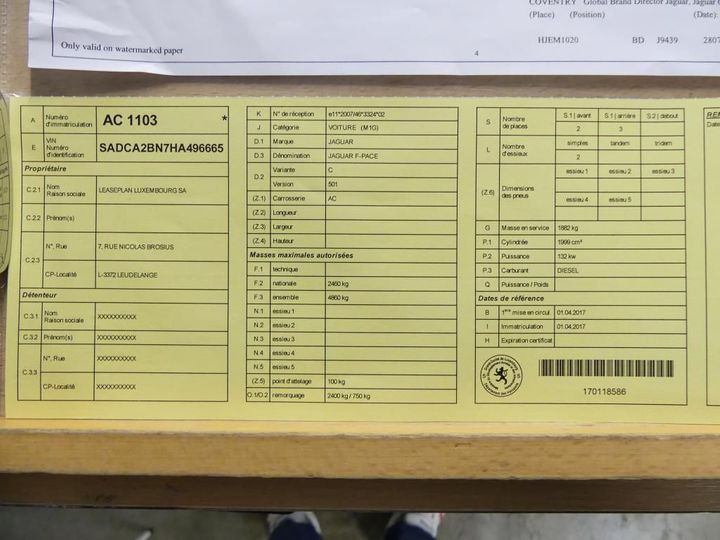 COVENTRY Global Brand Director Jaguar, Jaguar
(Place) (Position) (Date):
HJEM1020 BD J9439 2807
Only valid on watermarked paper
4
A Numéro d'immatriculation AC 1103 *
E VIN Numéro d'identification SADCA2BN7HA496665
Propriétaire
C.2.1 Nom Raison sociale LEASEPLAN LUXEMBOURG SA
C.2.2 Prénom(s)
C.2.3 N°, Rue 7, RUE NICOLAS BROSIUS
CP-Localité L-3372 LEUDELANGE
Détenteur
C.3.1 Nom Raison sociale XXXXXXXXXX
C.3.2 Prénom(s) XXXXXXXXXX
C.3.3 N°, Rue XXXXXXXXXX
CP-Localité XXXXXXXXXX
K N° de réception e11*2007/46*3324*02
J Catégorie VOITURE (M1G)
D.1 Marque JAGUAR
D.3 Dénomination JAGUAR F-PACE
D.2 Variante C
Version 501
(Z.1) Carrosserie AC
(Z.2) Longueur
(Z.3) Largeur
(Z.4) Hauteur
Masses maximales autorisées
F.1 technique
F.2 nationale 2460 kg
F.3 ensemble 4860 kg
N.1 essieu 1
N.2 essieu 2
N.3 essieu 3
N.4 essieu 4
N.5 essieu 5
(Z.5) point d'attelage 100 kg
O.1/O.2 remorquage 2400 kg / 750 kg
S Nombre de places S.1 | avant S.1 | arrière S.2 | debout
2 3
L Nombre d'essieux simples tandem tridem
2
(Z.6) Dimensions des pneus essieu 1 essieu 2 essieu 3
essieu 4 essieu 5
G Masse en service 1882 kg
P.1 Cylindrée 1999 cm³
P.2 Puissance 132 kw
P.3 Carburant DIESEL
Q Puissance / Poids
Dates de référence
B 1ère mise en circul. 01.04.2017
I Immatriculation 01.04.2017
H Expiration certificat
170118586
Date